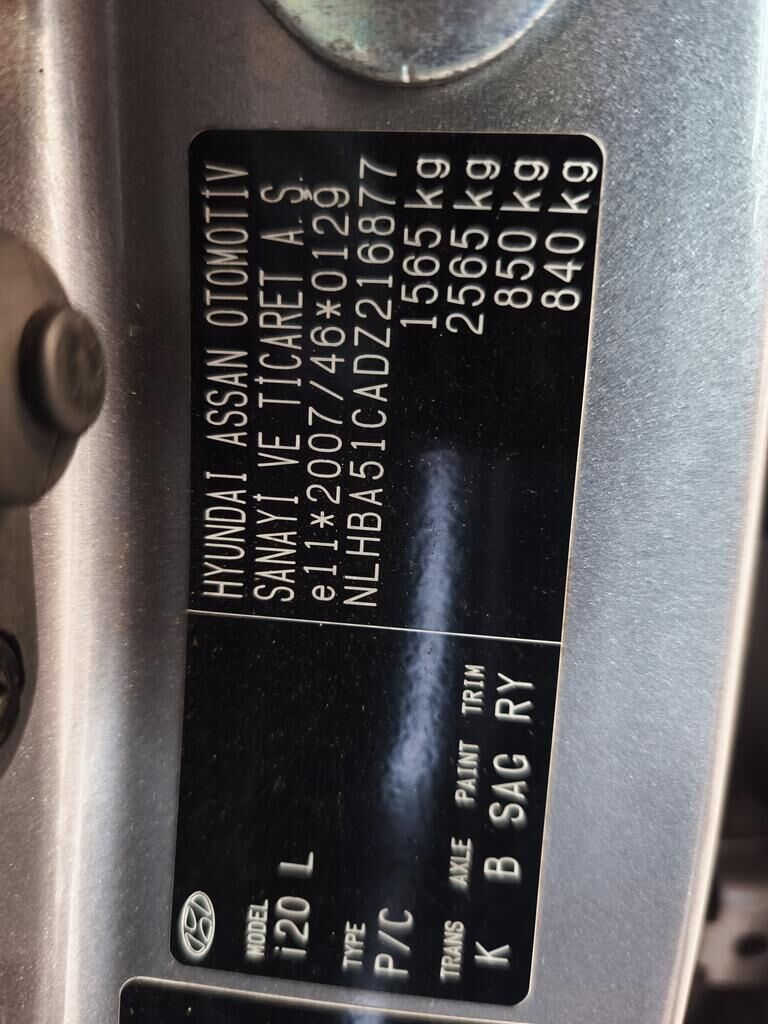 MODEL
i20 L
TYPE
P/C
TRANS AXLE PAINT TRIM
K B SAG RY
HYUNDAI ASSAN OTOMOTİV
SANAYİ VE TİCARET A.Ş
e11*2007/46*0129
NLHBA51CADZ216877
1565 kg
2565 kg
850 kg
840 kg